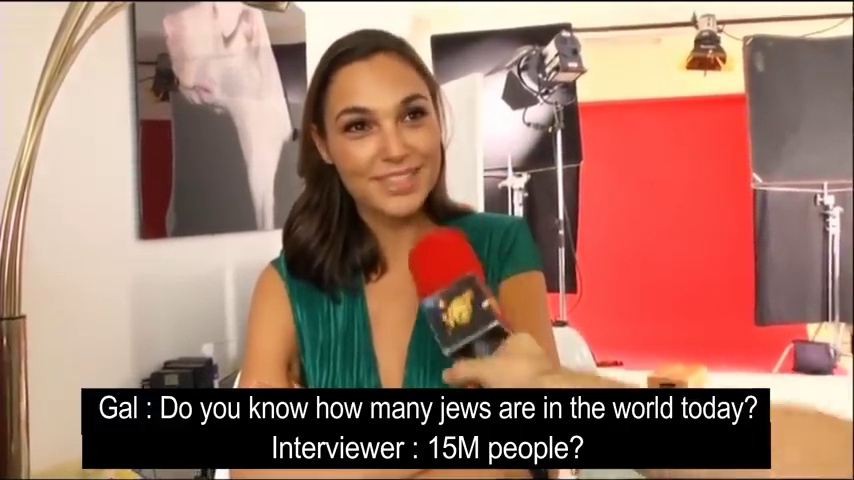 Gal : Do you know how many jews are in the world today?
Interviewer : 15M people?